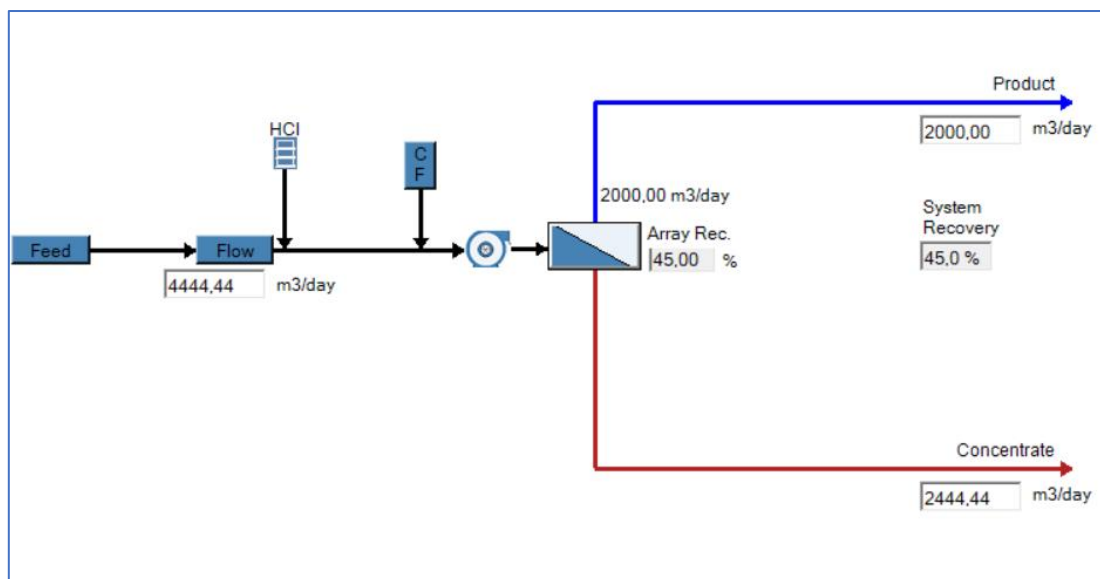 Product
2000,00 m3/day
HCl
C
F
2000,00 m3/day
System
Recovery
45,0 %
Array Rec.
45,00 %
Feed
Flow
4444,44 m3/day
Concentrate
2444,44 m3/day